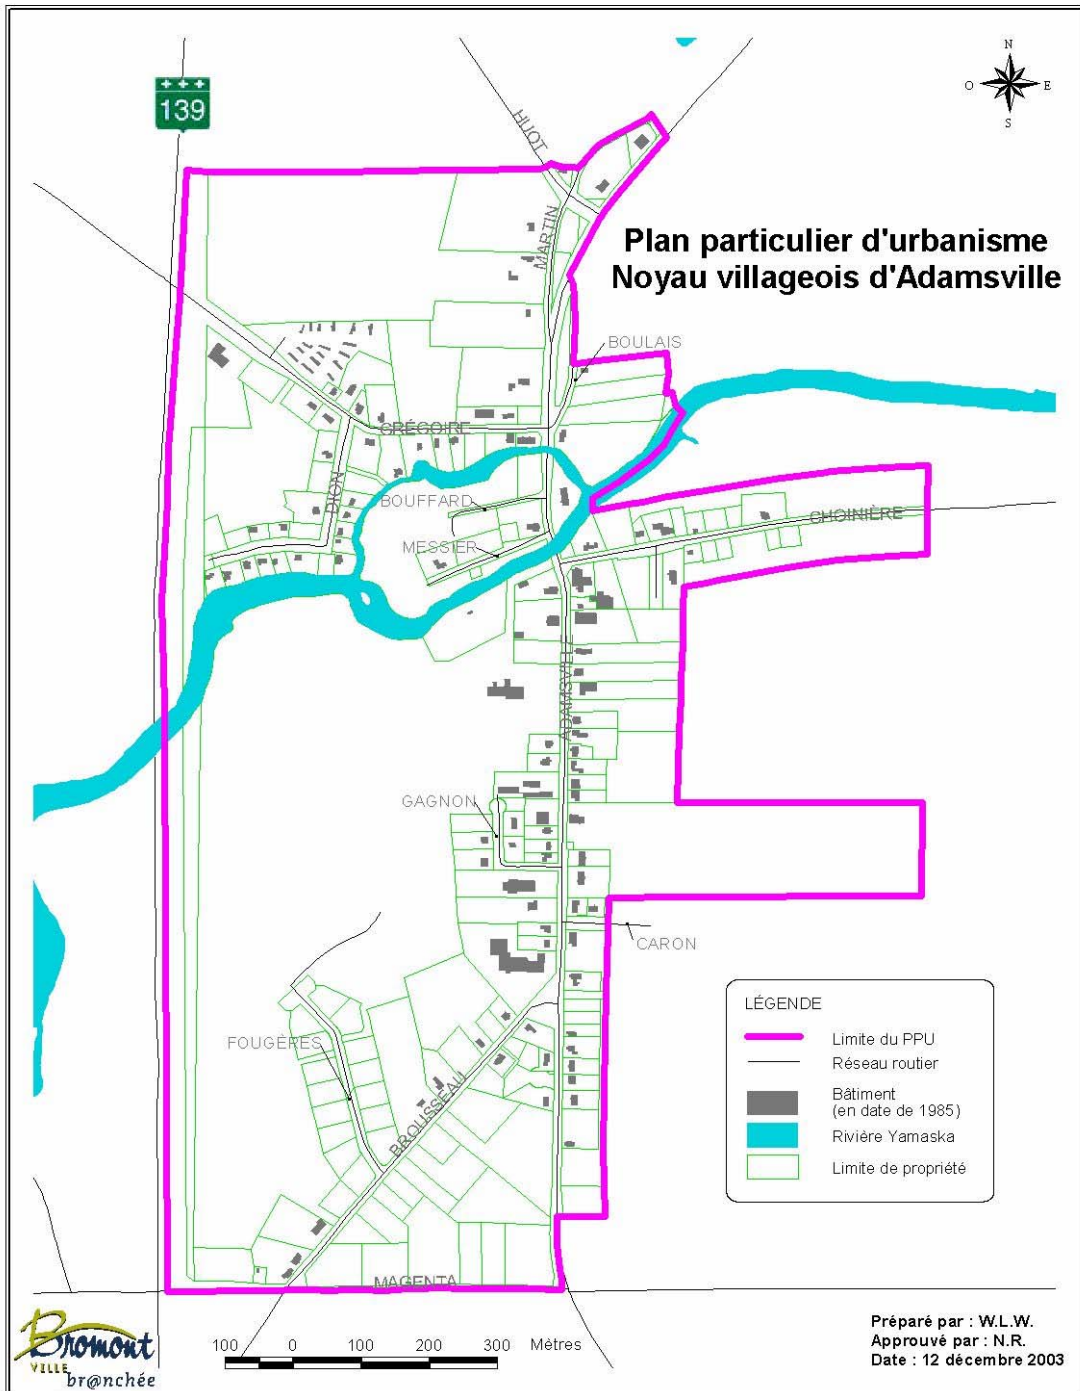 139
N
O
E
S
HUOT
MARTIN
Plan particulier d'urbanisme
Noyau villageois d'Adamsville
BOULAIS
GRÉGOIRE
DION
BOUFFARD
MESSIER
CHOINIÈRE
ADAMSVILLE
GAGNON
CARON
FOUGÈRES
BROUSSEAU
MAGENTA
LÉGENDE
Limite du PPU
Réseau routier
Bâtiment
(en date de 1985)
Rivière Yamaska
Limite de propriété
Bromont
VILLE
br@nchée
100 0 100 200 300 Mètres
Préparé par : W.L.W.
Approuvé par : N.R.
Date : 12 décembre 2003